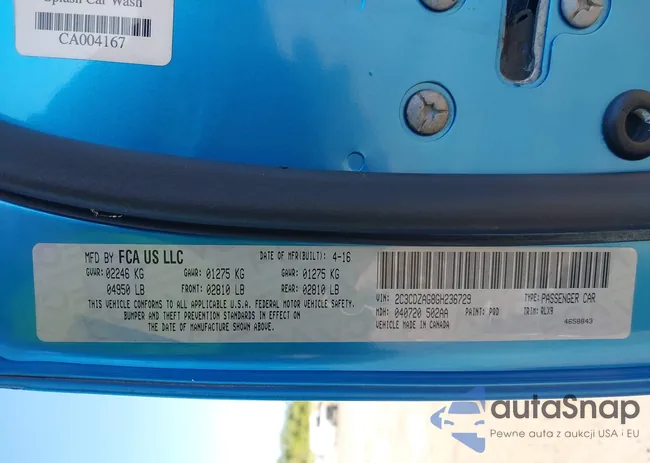 Splash Car Wash
CA004167
MFD BY FCA US LLC
DATE OF MFR(BUILT): 4-16
GVWR: 02246 KG GAWR: 01275 KG GAWR: 01275 KG
04950 LB FRONT: 02810 LB REAR: 02810 LB
THIS VEHICLE CONFORMS TO ALL APPLICABLE U.S.A. FEDERAL MOTOR VEHICLE SAFETY,
BUMPER AND THEFT PREVENTION STANDARDS IN EFFECT ON
THE DATE OF MANUFACTURE SHOWN ABOVE.
VIN: 2C3CDZAG8GH236729 TYPE: PASSENGER CAR
MDH: 040720 502AA PAINT: PQD TRIM: RLX9
VEHICLE MADE IN CANADA 4658843
autaSnap
Pewne auta z aukcji USA i EU